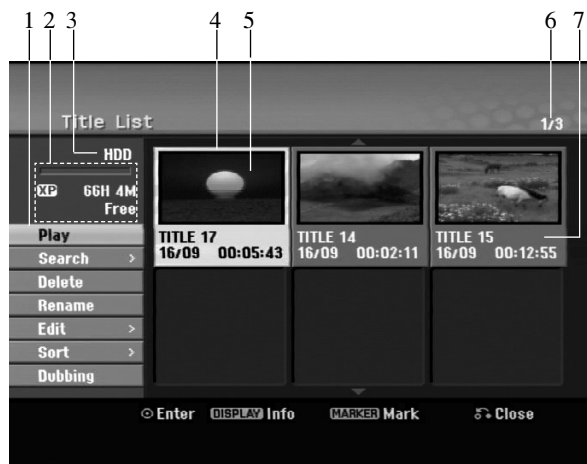 1 2 3 4 5 6 7
Title List
1/3
HDD
XP 66H 4M
Free
Play
Search >
Delete
Rename
Edit >
Sort >
Dubbing
TITLE 17
16/09 00:05:43
TITLE 14
16/09 00:02:11
TITLE 15
16/09 00:12:55
Enter DISPLAY Info MARKER Mark Close